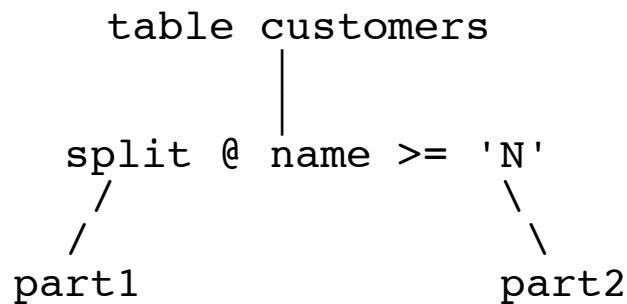 table customers
split @ name >= 'N'
part1 part2